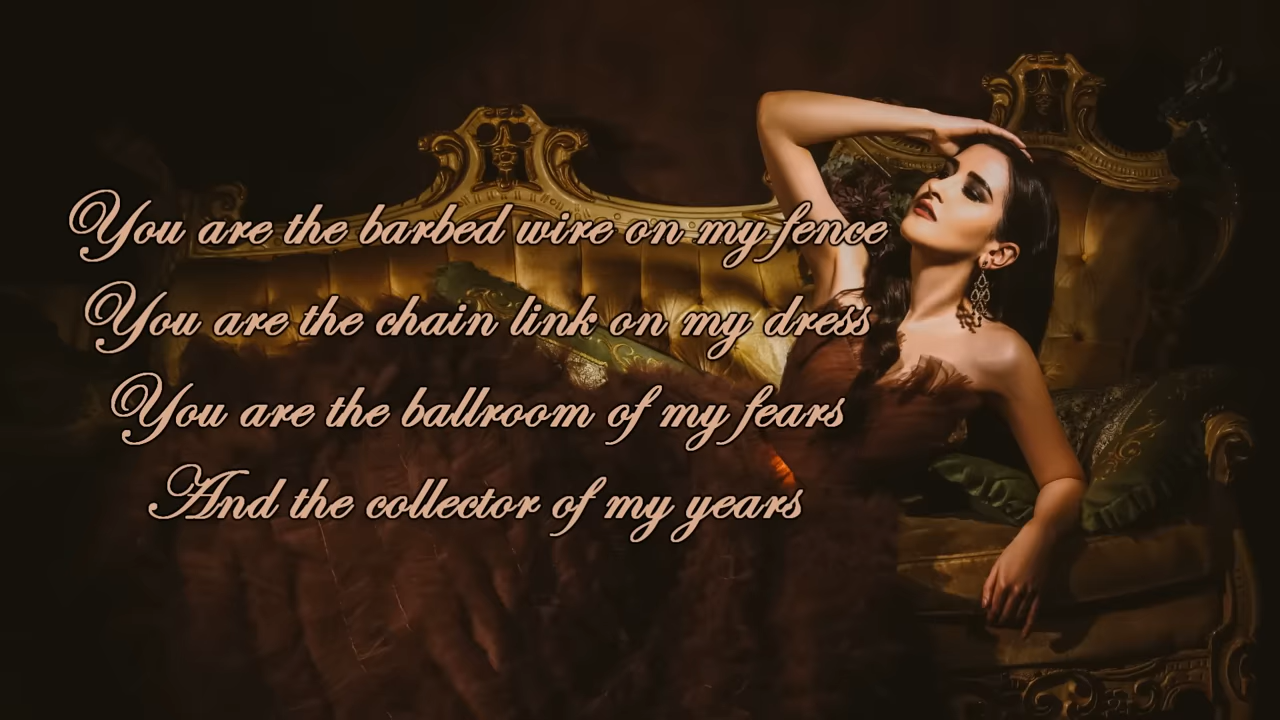 You are the barbed wire on my fence
You are the chain link on my dress
You are the ballroom of my fears
And the collector of my years